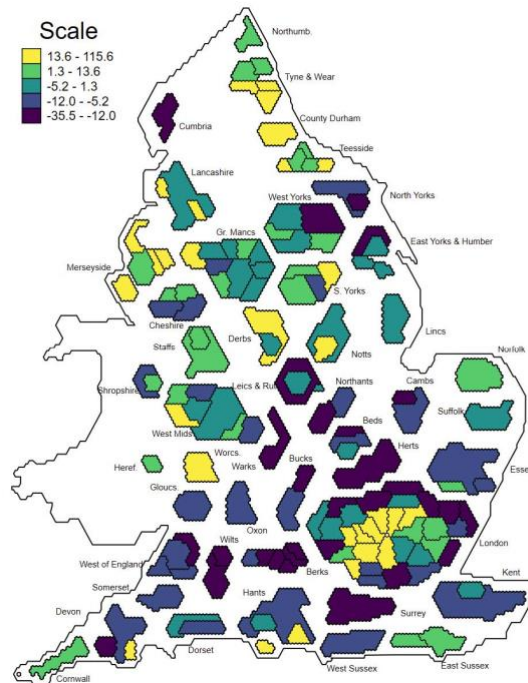 Scale
13.6 - 115.6
1.3 - 13.6
-5.2 - 1.3
-12.0 - -5.2
-35.5 - -12.0
Northumb.
Tyne & Wear
County Durham
Cumbria
Teesside
Lancashire
West Yorks
North Yorks
Gr. Mancs
East Yorks & Humber
Merseyside
S. Yorks
Cheshire
Lincs
Derbs
Staffs
Notts
Norfolk
Shropshire
Leics & Rut
Northants
Cambs
Suffolk
West Mids
Beds
Worcs.
Herts
Heref.
Warks
Bucks
Esse
Gloucs.
Oxon
Wilts
London
West of England
Berks
Kent
Somerset
Hants
Devon
Surrey
Dorset
West Sussex
East Sussex
Cornwall